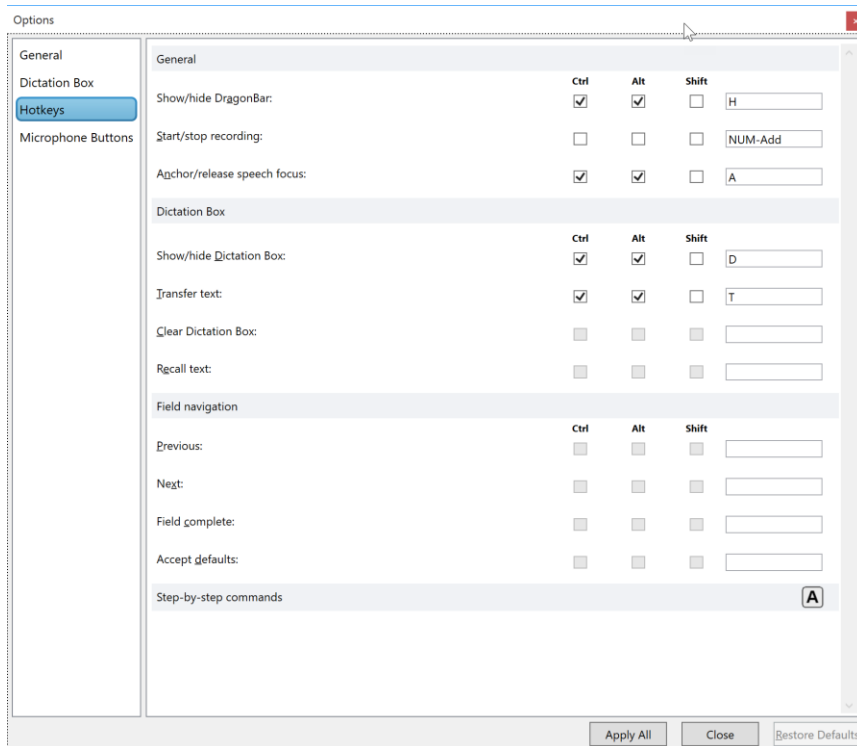 Options
General
Dictation Box
Hotkeys
Microphone Buttons
General
Ctrl Alt Shift
Show/hide DragonBar: H
Start/stop recording: NUM-Add
Anchor/release speech focus: A
Dictation Box
Ctrl Alt Shift
Show/hide Dictation Box: D
Transfer text: T
Clear Dictation Box:
Recall text:
Field navigation
Ctrl Alt Shift
Previous:
Next:
Field complete:
Accept defaults:
Step-by-step commands A
Apply All Close Restore Defaults